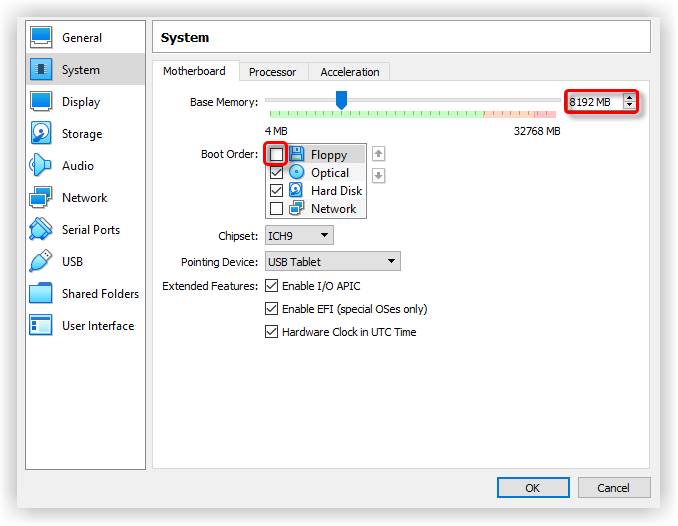 General
System
Display
Storage
Audio
Network
Serial Ports
USB
Shared Folders
User Interface
System
Motherboard Processor Acceleration
Base Memory: 8192 MB
4 MB 32768 MB
Boot Order: Floppy
Optical
Hard Disk
Network
Chipset: ICH9
Pointing Device: USB Tablet
Extended Features: Enable I/O APIC
Enable EFI (special OSes only)
Hardware Clock in UTC Time
OK Cancel